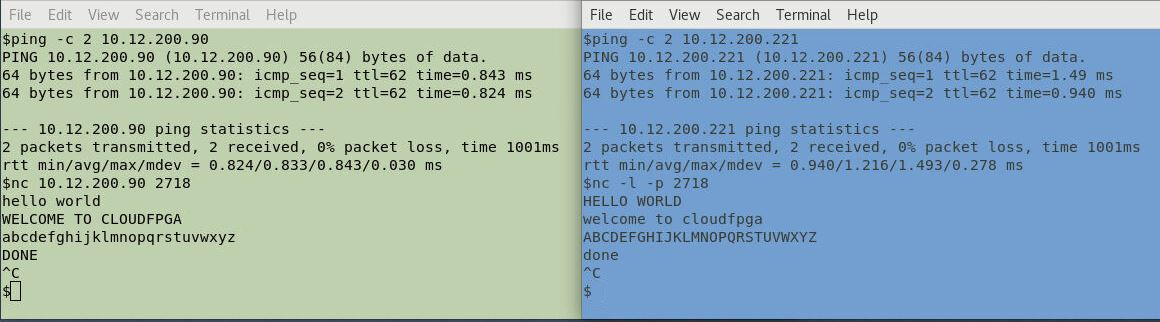 File Edit View Search Terminal Help
$ping -c 2 10.12.200.90
PING 10.12.200.90 (10.12.200.90) 56(84) bytes of data.
64 bytes from 10.12.200.90: icmp_seq=1 ttl=62 time=0.843 ms
64 bytes from 10.12.200.90: icmp_seq=2 ttl=62 time=0.824 ms
--- 10.12.200.90 ping statistics ---
2 packets transmitted, 2 received, 0% packet loss, time 1001ms
rtt min/avg/max/mdev = 0.824/0.833/0.843/0.030 ms
$nc 10.12.200.90 2718
hello world
WELCOME TO CLOUDFPGA
abcdefghijklmnopqrstuvwxyz
DONE
^C
$
File Edit View Search Terminal Help
$ping -c 2 10.12.200.221
PING 10.12.200.221 (10.12.200.221) 56(84) bytes of data.
64 bytes from 10.12.200.221: icmp_seq=1 ttl=62 time=1.49 ms
64 bytes from 10.12.200.221: icmp_seq=2 ttl=62 time=0.940 ms
--- 10.12.200.221 ping statistics ---
2 packets transmitted, 2 received, 0% packet loss, time 1001ms
rtt min/avg/max/mdev = 0.940/1.216/1.493/0.278 ms
$nc -l -p 2718
HELLO WORLD
welcome to cloudfpga
ABCDEFGHIJKLMNOPQRSTUVWXYZ
done
^C
$